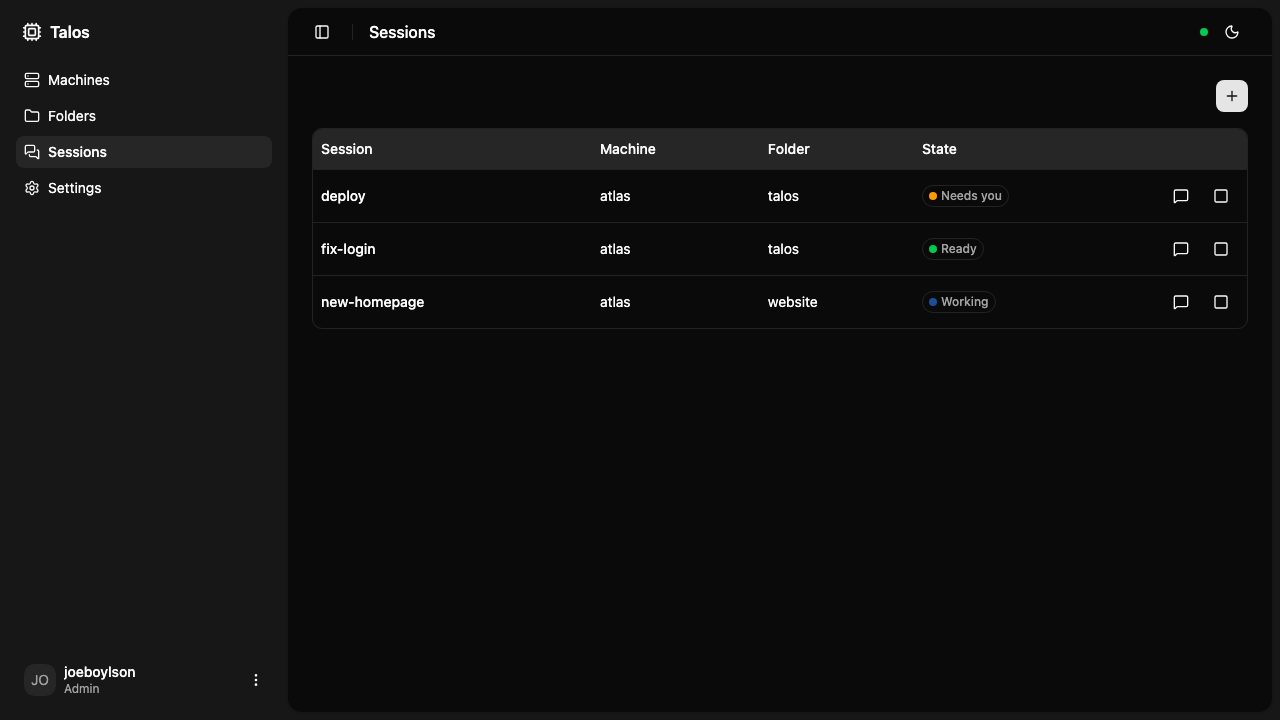 Talos
Sessions
Machines
Folders
Sessions
Settings
Session Machine Folder State
deploy atlas talos Needs you
fix-login atlas talos Ready
new-homepage atlas website Working
JO
joeboylson
Admin